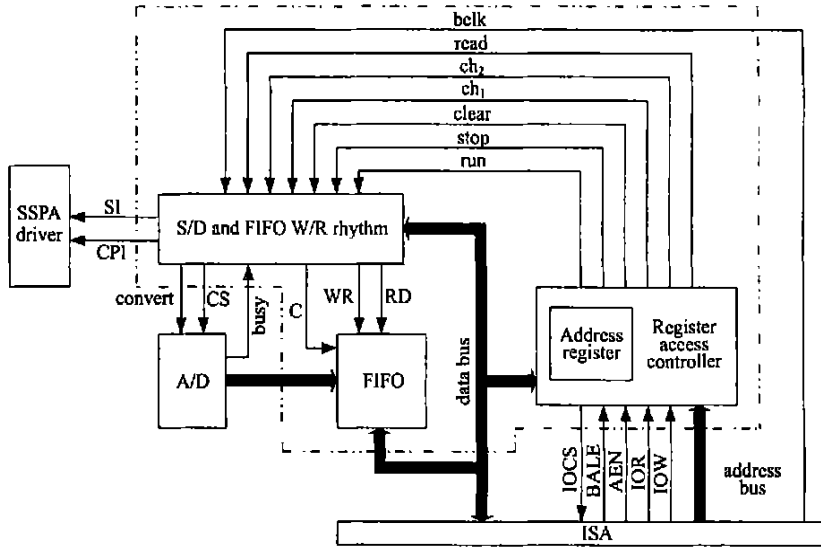 bclk
read
ch₂
ch₁
clear
stop
run
SSPA
driver
SI
CPI
S/D and FIFO W/R rhythm
convert
CS
busy
C
WR
RD
A/D
FIFO
data bus
Address
register
Register
access
controller
IOCS
BALE
AEN
IOR
IOW
address
bus
ISA